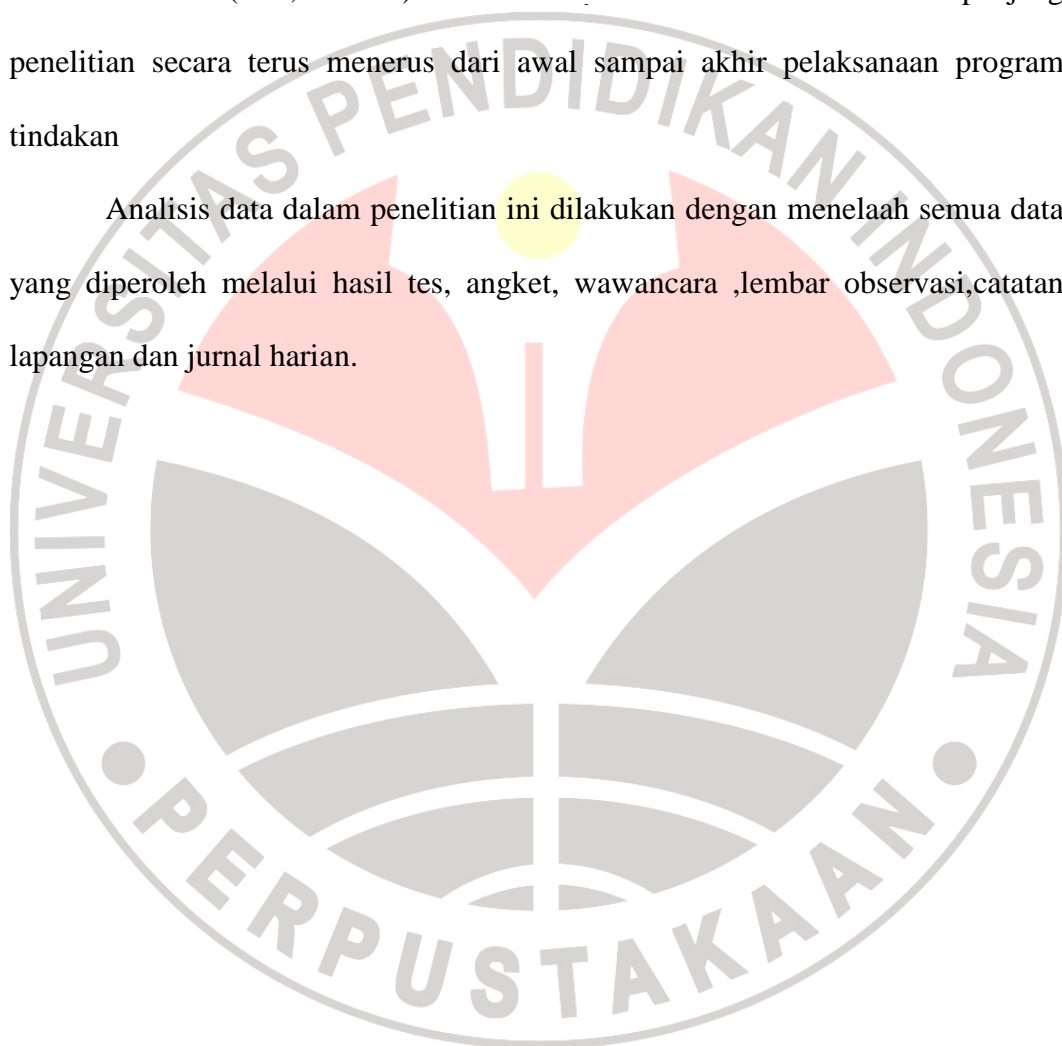 penelitian secara terus menerus dari awal sampai akhir pelaksanaan program
tindakan
Analisis data dalam penelitian ini dilakukan dengan menelaah semua data
yang diperoleh melalui hasil tes, angket, wawancara ,lembar observasi,catatan
lapangan dan jurnal harian.
UNIVERSITAS PENDIDIKAN INDONESIA
PERPUSTAKAAN